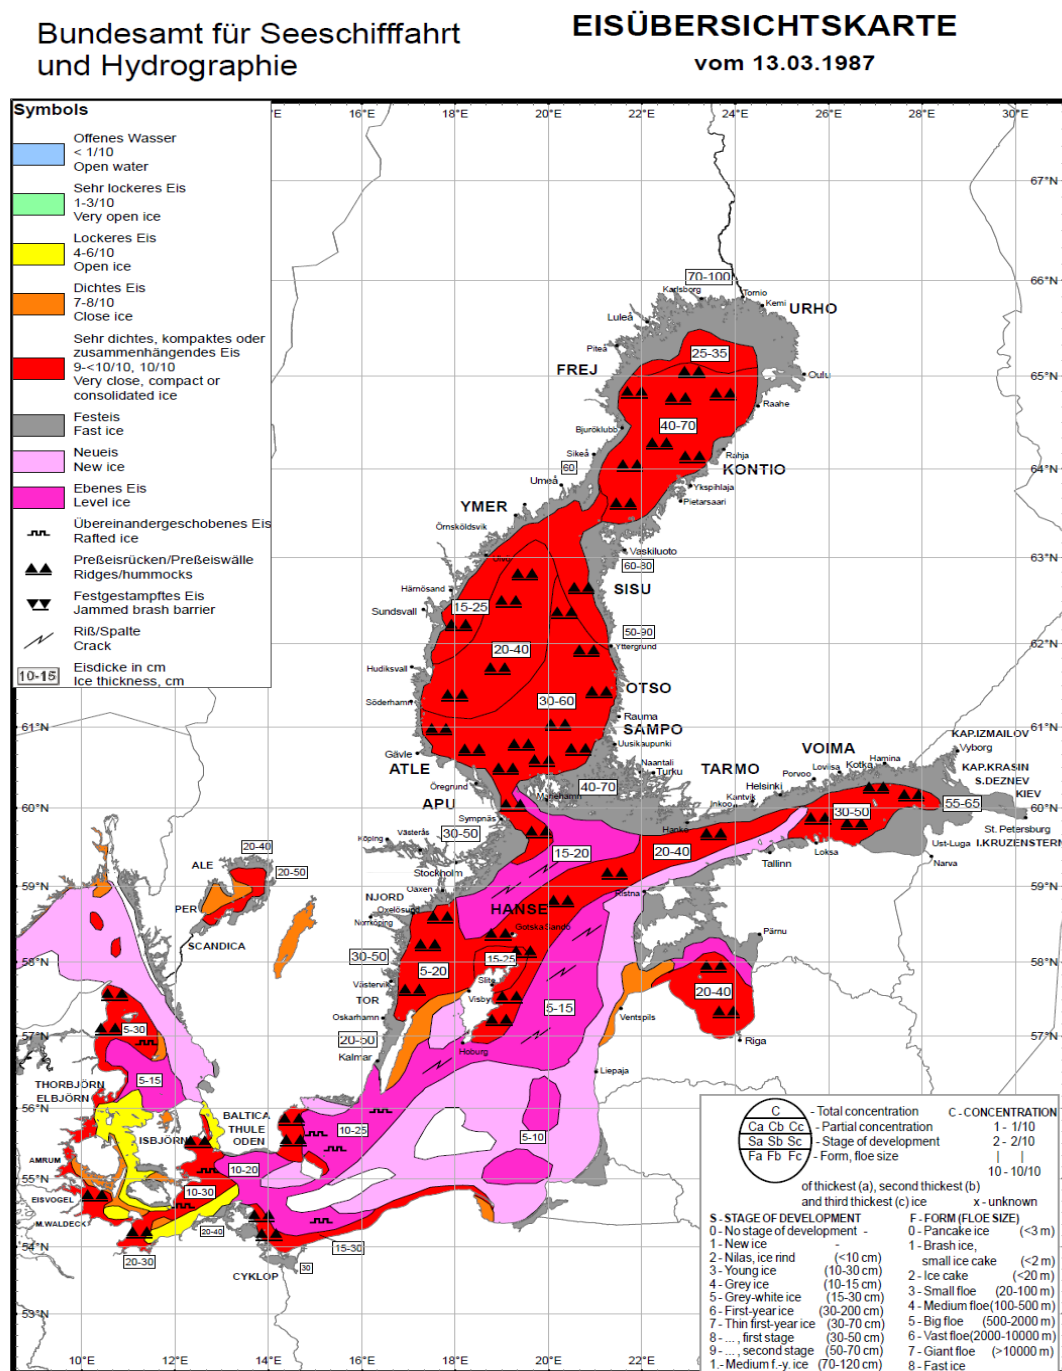 Bundesamt für Seeschifffahrt
und Hydrographie
EISÜBERSICHTSKARTE
vom 13.03.1987
Symbols
Offenes Wasser
< 1/10
Open water
Sehr lockeres Eis
1-3/10
Very open ice
Lockeres Eis
4-6/10
Open ice
Dichtes Eis
7-8/10
Close ice
Sehr dichtes, kompaktes oder
zusammenhängendes Eis
9-<10/10, 10/10
Very close, compact or
consolidated ice
Festeis
Fast ice
Neueis
New ice
Ebenes Eis
Level ice
Übereinandergeschobenes Eis
Rafted ice
Preßeisrücken/Preßeiswälle
Ridges/hummocks
Festgestampftes Eis
Jammed brash barrier
Riß/Spalte
Crack
10-15
Eisdicke in cm
Ice thickness, cm
16°E 18°E 20°E 22°E 24°E 26°E 28°E 30°E
67°N
66°N
65°N
64°N
63°N
62°N
61°N
60°N
59°N
58°N
57°N
56°N
55°N
54°N
53°N
61°N
60°N
59°N
58°N
57°N
56°N
55°N
54°N
53°N
10°E 12°E 14°E 16°E 18°E 20°E 22°E
70-100
Karlsborg
Tornio
Kemi
URHO
Luleå
Piteå
25-35
FREJ
Oulu
Raahe
Bjuröklubb
40-70
Sikeå
Rahja
60
KONTIO
Umeå
Ykspihlaja
YMER
Pietarsaari
Örnsköldsvik
Vaskiluoto
60-80
Härnösand
SISU
15-25
Sundsvall
50-90
Yttergrund
20-40
Hudiksvall
OTSO
Söderhamn
30-60
Rauma
SAMPO
Uusikaupunki
Gävle
ATLE
Naantali
Turku
TARMO
VOIMA
KAP.IZMAILOV
Vyborg
Hamina
Kotka
Loviisa
Porvoo
KAP.KRASIN
S.DEZNEV
KIEV
Öregrund
40-70
Mariehamn
Helsinki
Kantvik
Inkoo
APU
55-65
30-50
Sympnäs
Hanko
St. Petersburg
Ust-Luga
I.KRUZENSTERN
Köping
Västerås
30-50
15-20
20-40
Tallinn
Loksa
Narva
Stockholm
20-40
ALE
20-50
Oaxen
Ristna
NJORD
Oxelösund
PER
Norrköping
HANSE
Gotska Sandö
SCANDICA
Pärnu
30-50
15-25
5-20
20-40
Västervik
Slite
Visby
TOR
5-15
Oskarhamn
Ventspils
5-30
20-50
Riga
Kalmar
Hoburg
Liepaja
5-15
THORBJÖRN
ELBJÖRN
BALTICA
THULE
ODEN
ISBJÖRN
10-25
5-10
AMRUM
10-20
EISVOGEL
10-30
M.WALDECK
20-40
20-30
15-30
CYKLOP
30
C
Ca Cb Cc
Sa Sb Sc
Fa Fb Fc
- Total concentration
- Partial concentration
- Stage of development
- Form, floe size
C - CONCENTRATION
1 - 1/10
2 - 2/10
| |
10 - 10/10
of thickest (a), second thickest (b)
and third thickest (c) ice x - unknown
S - STAGE OF DEVELOPMENT
0 - No stage of development -
1 - New ice -
2 - Nilas, ice rind (<10 cm)
3 - Young ice (10-30 cm)
4 - Grey ice (10-15 cm)
5 - Grey-white ice (15-30 cm)
6 - First-year ice (30-200 cm)
7 - Thin first-year ice (30-70 cm)
8 - ... , first stage (30-50 cm)
9 - ... , second stage (50-70 cm)
1.- Medium f.-y. ice (70-120 cm)
F - FORM (FLOE SIZE)
0 - Pancake ice (<3 m)
1 - Brash ice,
small ice cake (<2 m)
2 - Ice cake (<20 m)
3 - Small floe (20-100 m)
4 - Medium floe(100-500 m)
5 - Big floe (500-2000 m)
6 - Vast floe(2000-10000 m)
7 - Giant floe (>10000 m)
8 - Fast ice